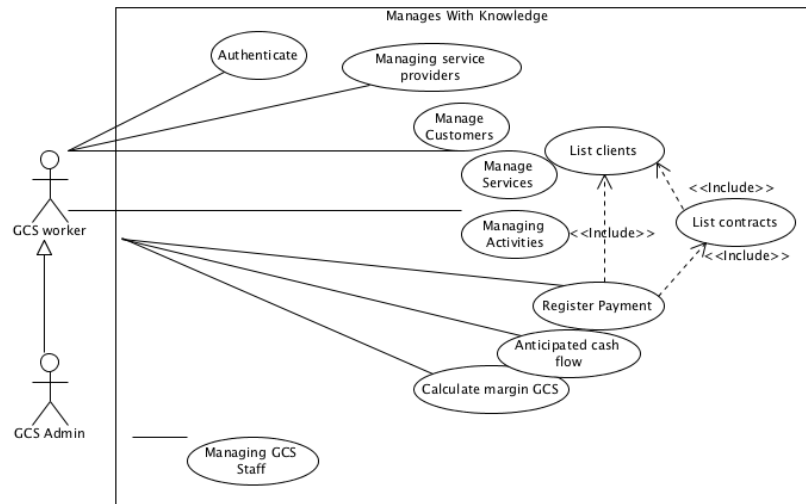 Manages With Knowledge
Authenticate
Managing service
providers
Manage
Customers
List clients
Manage
Services
<<Include>>
List contracts
GCS worker
Managing
Activities
<<Include>>
<<Include>>
Register Payment
Anticipated cash
flow
Calculate margin GCS
GCS Admin
Managing GCS
Staff